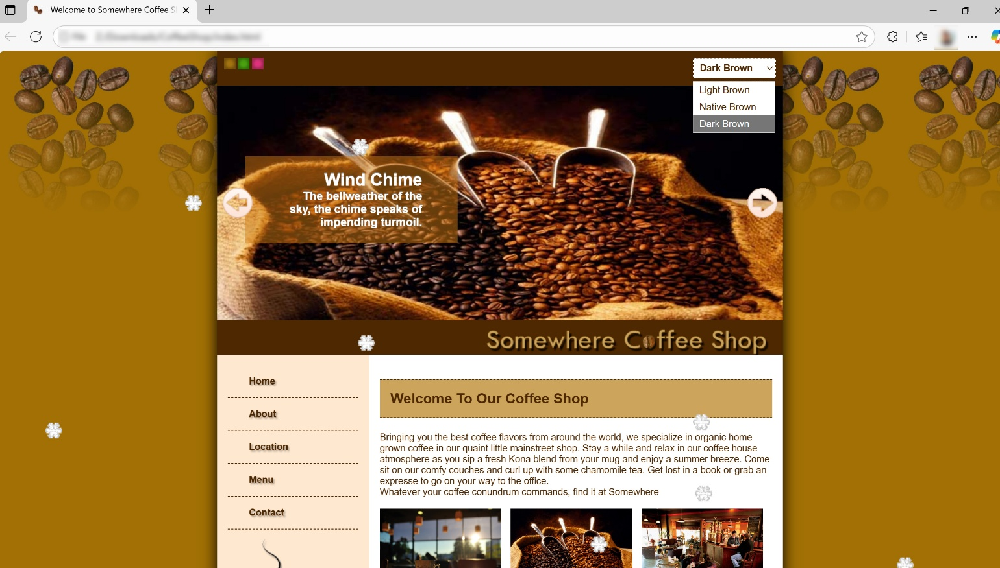 Welcome to Somewhere Coffee S
Dark Brown
Light Brown
Native Brown
Dark Brown
Wind Chime
The bellweather of the
sky, the chime speaks of
impending turmoil.
Somewhere Coffee Shop
Home
About
Location
Menu
Contact
Welcome To Our Coffee Shop
Bringing you the best coffee flavors from around the world, we specialize in organic home
grown coffee in our quaint little mainstreet shop. Stay a while and relax in our coffee house
atmosphere as you sip a fresh Kona blend from your mug and enjoy a summer breeze. Come
sit on our comfy couches and curl up with some chamomile tea. Get lost in a book or grab an
expresse to go on your way to the office.
Whatever your coffee conundrum commands, find it at Somewhere